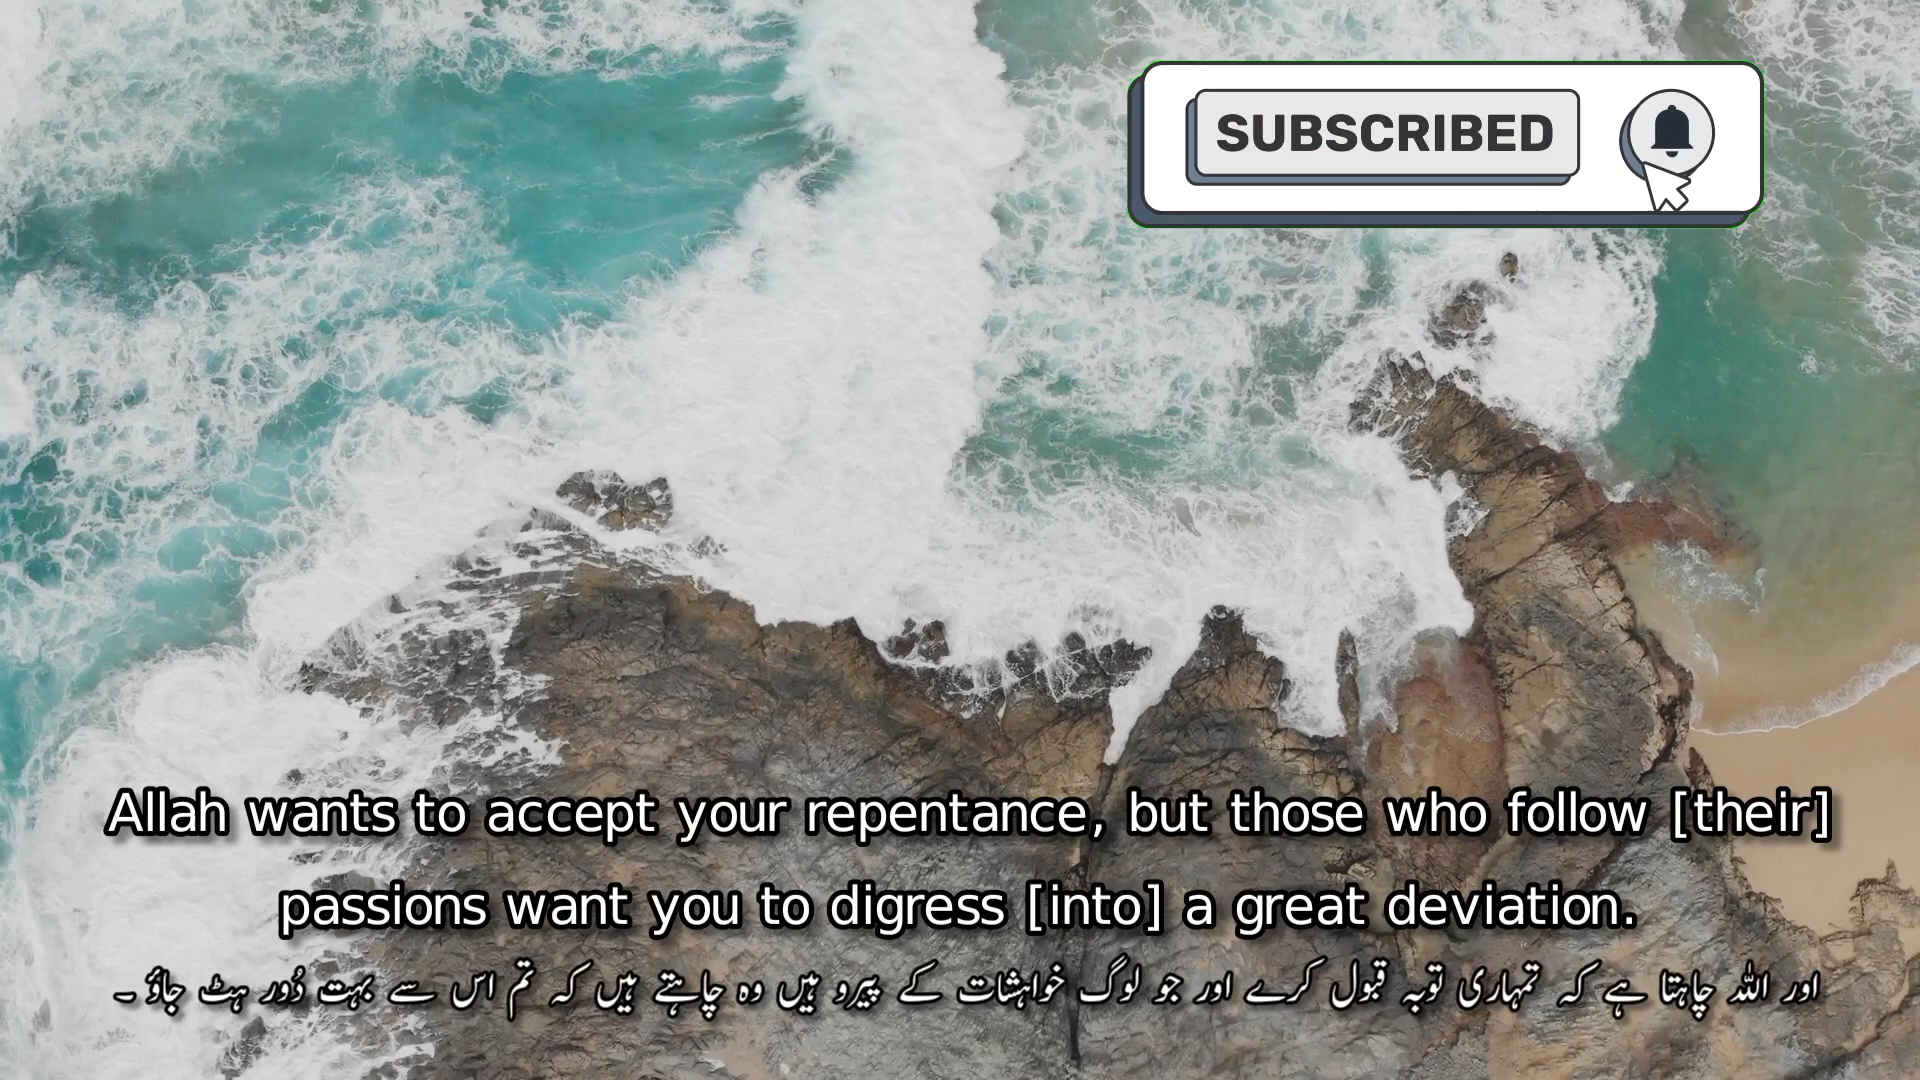 SUBSCRIBED
Allah wants to accept your repentance, but those who follow [their]
passions want you to digress [into] a great deviation.
اور اللہ چاہتا ہے کہ تمہاری توبہ قبول کرے اور جو لوگ خواہشات کے پیرو ہیں وہ چاہتے ہیں کہ تم اس سے بہت دُور ہٹ جاؤ ۔